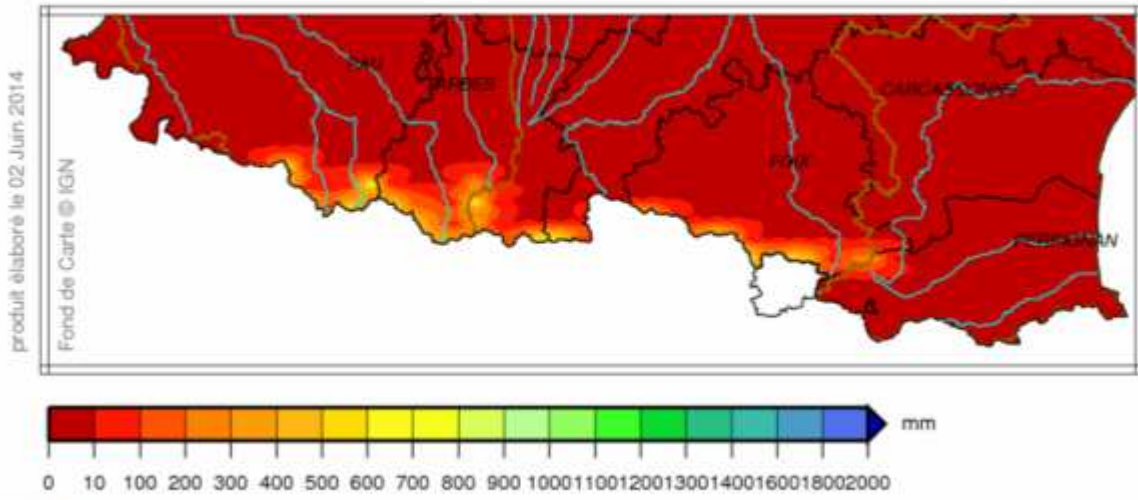 produit élaboré le 02 Juin 2014
Fond de Carte © IGN
PAU
TARBES
FOIX
CARCASSONNE
PERPIGNAN
mm
0 10 100 200 300 400 500 600 700 800 900 1000 1100 1200 1300 1400 1600 1800 2000